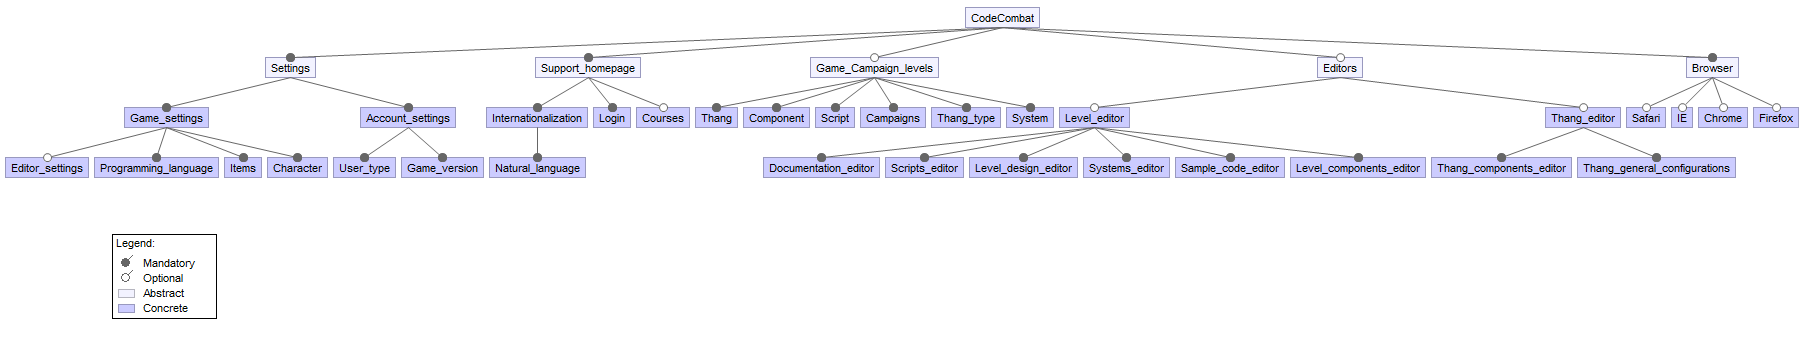 CodeCombat
Settings Support_homepage Game_Campaign_levels Editors Browser
Game_settings Account_settings Internationalization Login Courses Thang Component Script Campaigns Thang_type System Level_editor Thang_editor Safari IE Chrome Firefox
Editor_settings Programming_language Items Character User_type Game_version Natural_language Documentation_editor Scripts_editor Level_design_editor Systems_editor Sample_code_editor Level_components_editor Thang_components_editor Thang_general_configurations
Legend:
Mandatory
Optional
Abstract
Concrete